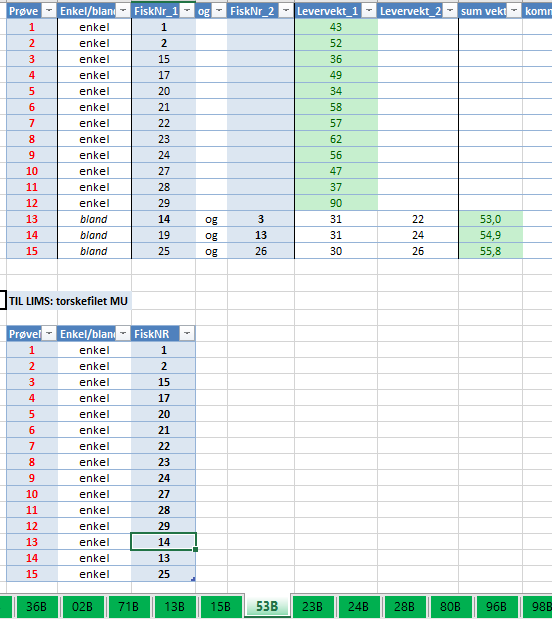 Prøve Enkel/bland FiskNr_1 og FiskNr_2 Levervekt_1 Levervekt_2 sum vekt komm
1 enkel 1 43
2 enkel 2 52
3 enkel 15 36
4 enkel 17 49
5 enkel 20 34
6 enkel 21 58
7 enkel 22 57
8 enkel 23 62
9 enkel 24 56
10 enkel 27 47
11 enkel 28 37
12 enkel 29 90
13 bland 14 og 3 31 22 53,0
14 bland 19 og 13 31 24 54,9
15 bland 25 og 26 30 26 55,8
TIL LIMS: torskefilet MU
Prøve Enkel/bland FiskNR
1 enkel 1
2 enkel 2
3 enkel 15
4 enkel 17
5 enkel 20
6 enkel 21
7 enkel 22
8 enkel 23
9 enkel 24
10 enkel 27
11 enkel 28
12 enkel 29
13 enkel 14
14 enkel 13
15 enkel 25
36B 02B 71B 13B 15B 53B 23B 24B 28B 80B 96B 98B